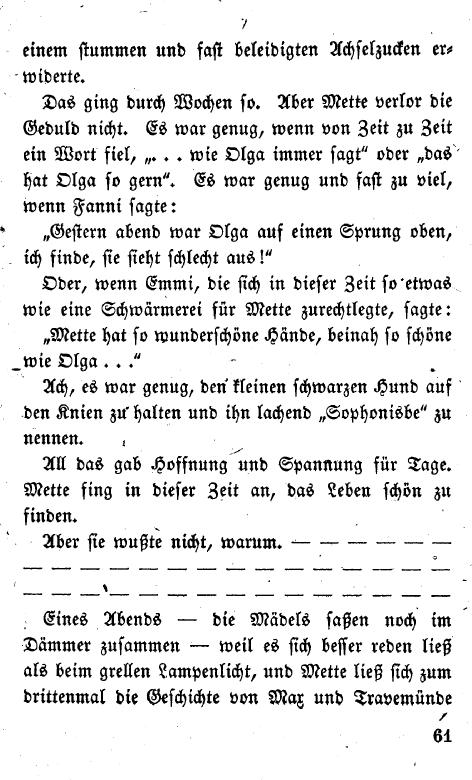 einem stummen und fast beleidigten Achselzucken er-
widerte.
Das ging durch Wochen so. Aber Mette verlor die
Geduld nicht. Es war genug, wenn von Zeit zu Zeit
ein Wort fiel, „. . . wie Olga immer sagt“ oder „das
hat Olga so gern“. Es war genug und fast zu viel,
wenn Fanni sagte:
„Gestern abend war Olga auf einen Sprung oben,
ich finde, sie sieht schlecht aus!“
Oder, wenn Emmi, die sich in dieser Zeit so etwas
wie eine Schwärmerei für Mette zurechtlegte, sagte:
„Mette hat so wunderschöne Hände, beinah so schöne
wie Olga . . .“
Ach, es war genug, den kleinen schwarzen Hund auf
den Knien zu halten und ihn lachend „Sophonisbe“ zu
nennen.
All das gab Hoffnung und Spannung für Tage.
Mette fing in dieser Zeit an, das Leben schön zu
finden.
Aber sie wußte nicht, warum. — — — — — —
— — — — — — — — — — — — — — — —
— — — — — — — — — — — — — — — —
Eines Abends — die Mädels saßen noch im
Dämmer zusammen — weil es sich besser reden ließ
als beim grellen Lampenlicht, und Mette ließ sich zum
drittenmal die Geschichte von Max und Travemünde
61